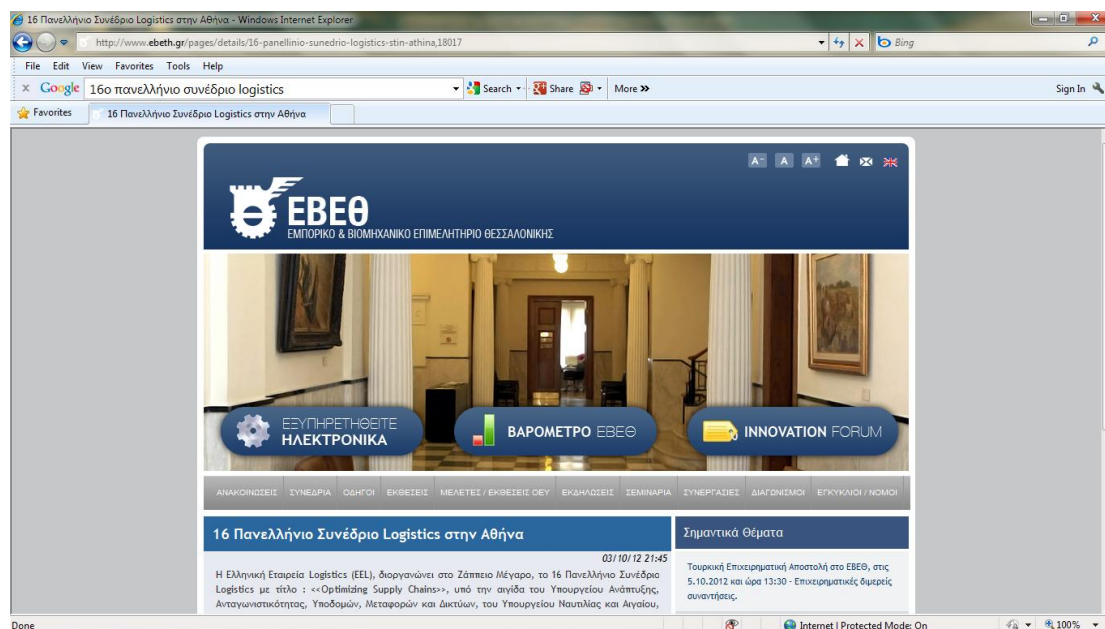 16 Πανελλήνιο Συνέδριο Logistics στην Αθήνα - Windows Internet Explorer
http://www.ebeth.gr/pages/details/16-panellinio-sunedrio-logistics-stin-athina,18017
Bing
File Edit View Favorites Tools Help
x Google 16ο πανελλήνιο συνέδριο logistics Search Share More >> Sign In
Favorites 16 Πανελλήνιο Συνέδριο Logistics στην Αθήνα
A- A A+
ΕΒΕΘ
ΕΜΠΟΡΙΚΟ & ΒΙΟΜΗΧΑΝΙΚΟ ΕΠΙΜΕΛΗΤΗΡΙΟ ΘΕΣΣΑΛΟΝΙΚΗΣ
ΕΞΥΠΗΡΕΤΗΘΕΙΤΕ
ΗΛΕΚΤΡΟΝΙΚΑ
ΒΑΡΟΜΕΤΡΟ ΕΒΕΘ
INNOVATION FORUM
ΑΝΑΚΟΙΝΩΣΕΙΣ ΣΥΝΕΔΡΙΑ ΟΔΗΓΟΙ ΕΚΘΕΣΕΙΣ ΜΕΛΕΤΕΣ / ΕΚΘΕΣΕΙΣ ΟΕΥ ΕΚΔΗΛΩΣΕΙΣ ΣΕΜΙΝΑΡΙΑ ΣΥΝΕΡΓΑΣΙΕΣ ΔΙΑΓΩΝΙΣΜΟΙ ΕΓΚΥΚΛΙΟΙ / ΝΟΜΟΙ
16 Πανελλήνιο Συνέδριο Logistics στην Αθήνα
03/10/12 21:45
Η Ελληνική Εταιρεία Logistics (EEL), διοργανώνει στο Ζάππειο Μέγαρο, το 16 Πανελλήνιο Συνέδριο
Logistics με τίτλο : <<Optimizing Supply Chains>>, υπό την αιγίδα του Υπουργείου Ανάπτυξης,
Ανταγωνιστικότητας, Υποδομών, Μεταφορών και Δικτύων, του Υπουργείου Ναυτιλίας και Αιγαίου,
Σημαντικά Θέματα
Τουρκική Επιχειρηματική Αποστολή στο ΕΒΕΘ, στις
5.10.2012 και ώρα 13:30 - Επιχειρηματικές διμερείς
συναντήσεις.
Done Internet | Protected Mode: On 100%